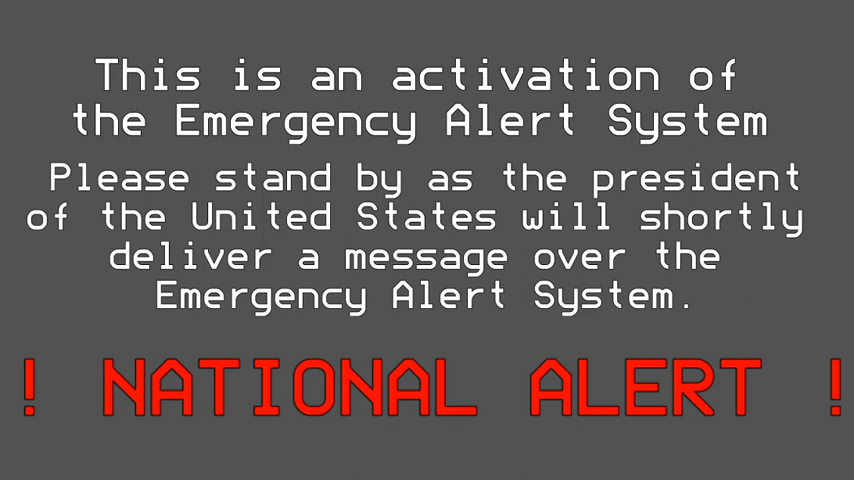 This is an activation of
the Emergency Alert System
Please stand by as the president
of the United States will shortly
deliver a message over the
Emergency Alert System.
! NATIONAL ALERT !